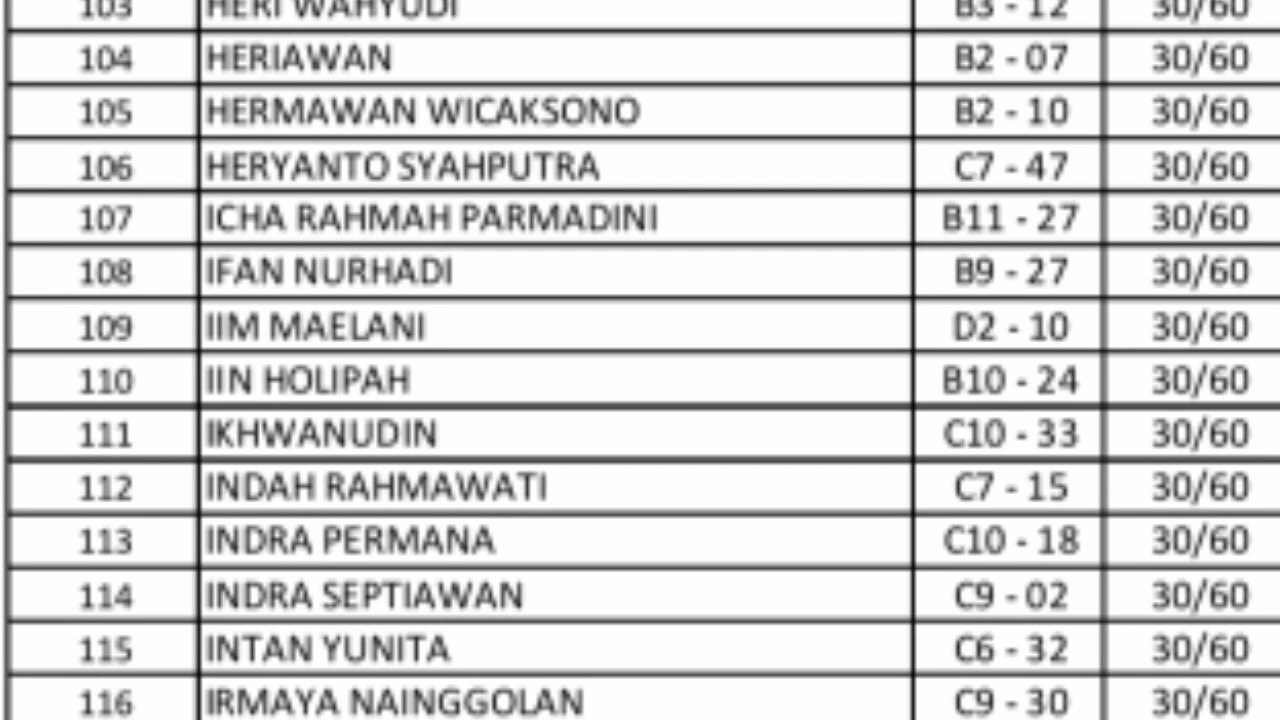 103 HERI WAHYUDI B3 - 12 30/60
104 HERIAWAN B2 - 07 30/60
105 HERMAWAN WICAKSONO B2 - 10 30/60
106 HERYANTO SYAHPUTRA C7 - 47 30/60
107 ICHA RAHMAH PARMADINI B11 - 27 30/60
108 IFAN NURHADI B9 - 27 30/60
109 IIM MAELANI D2 - 10 30/60
110 IIN HOLIPAH B10 - 24 30/60
111 IKHWANUDIN C10 - 33 30/60
112 INDAH RAHMAWATI C7 - 15 30/60
113 INDRA PERMANA C10 - 18 30/60
114 INDRA SEPTIAWAN C9 - 02 30/60
115 INTAN YUNITA C6 - 32 30/60
116 IRMAYA NAINGGOLAN C9 - 30 30/60